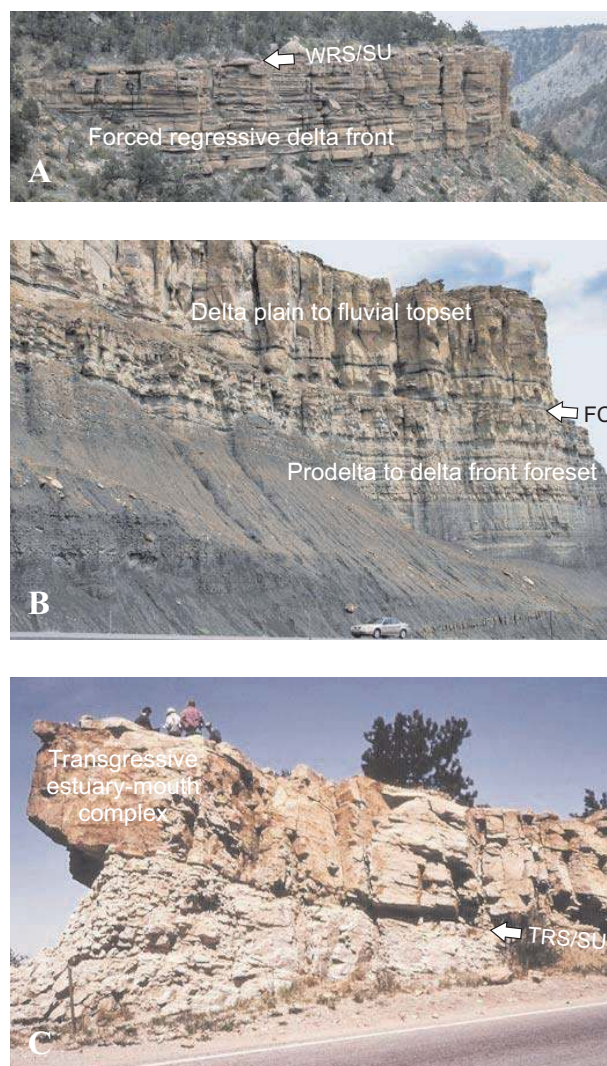 WRS/SU
Forced regressive delta front
A
Delta plain to fluvial topset
FC
Prodelta to delta front foreset
B
Transgressive
estuary-mouth
complex
TRS/SU
C